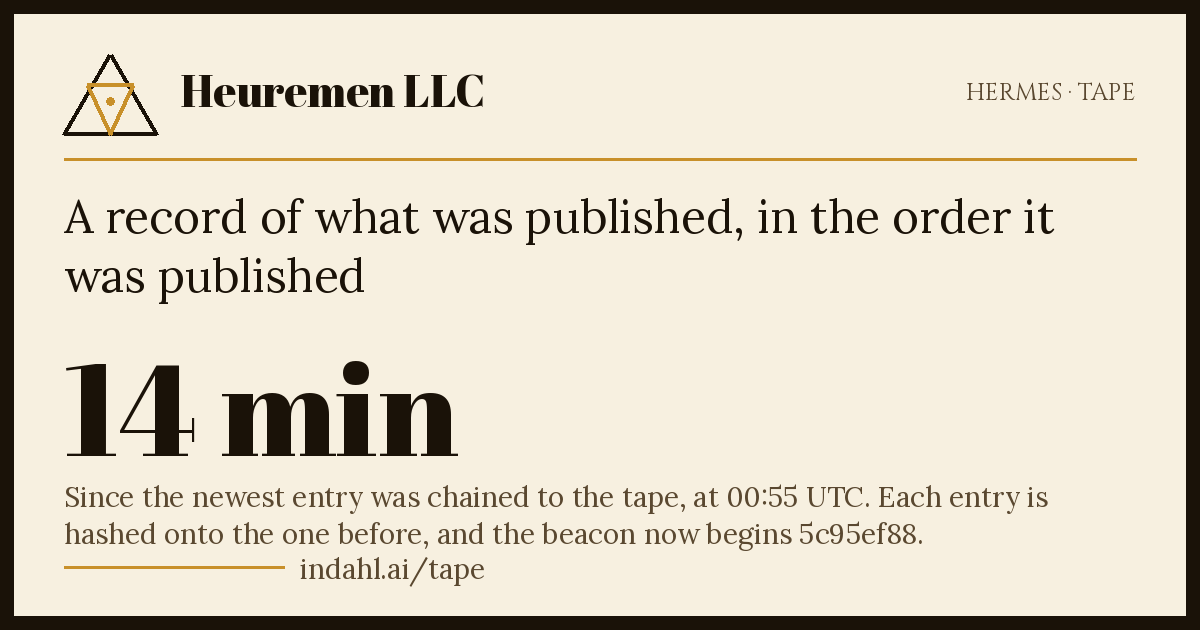 Heuremen LLC
HERMES · TAPE
A record of what was published, in the order it
was published
14 min
Since the newest entry was chained to the tape, at 00:55 UTC. Each entry is
hashed onto the one before, and the beacon now begins 5c95ef88.
indahl.ai/tape